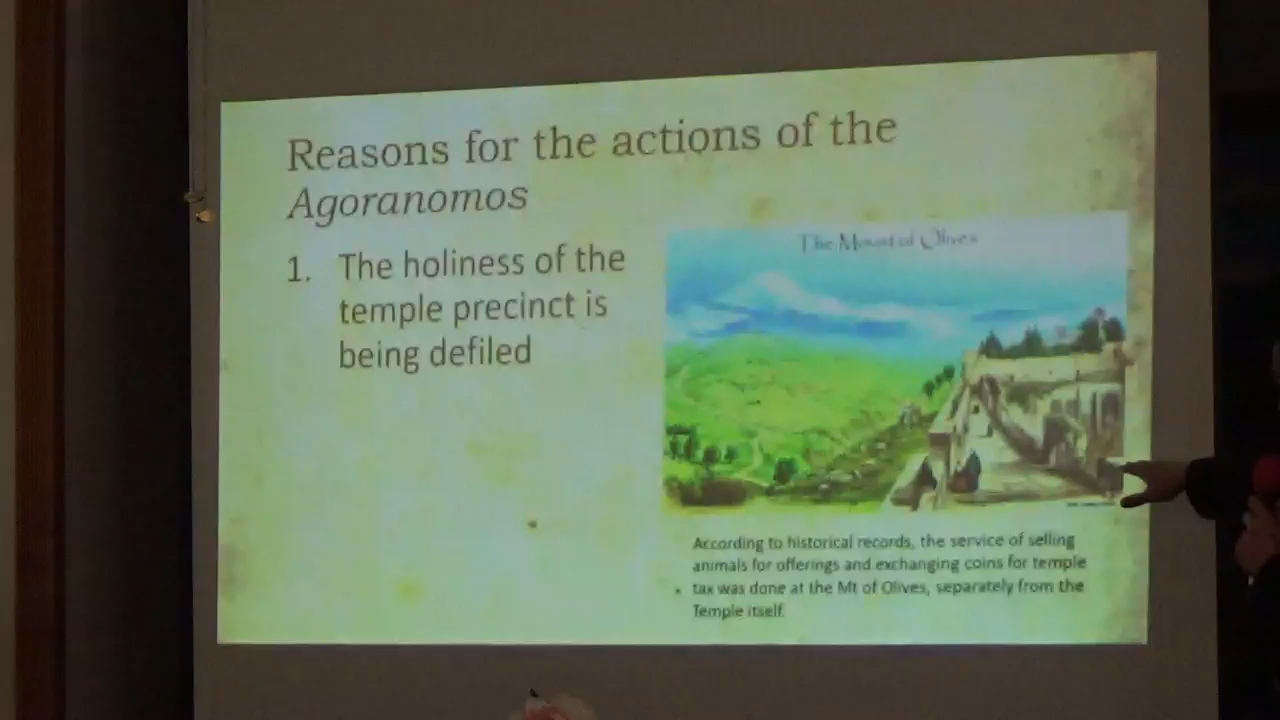 Reasons for the actions of the
Agoranomos
1. The holiness of the
temple precinct is
being defiled
The Mount of Olives
According to historical records, the service of selling
animals for offerings and exchanging coins for temple
tax was done at the Mt of Olives, separately from the
Temple itself.